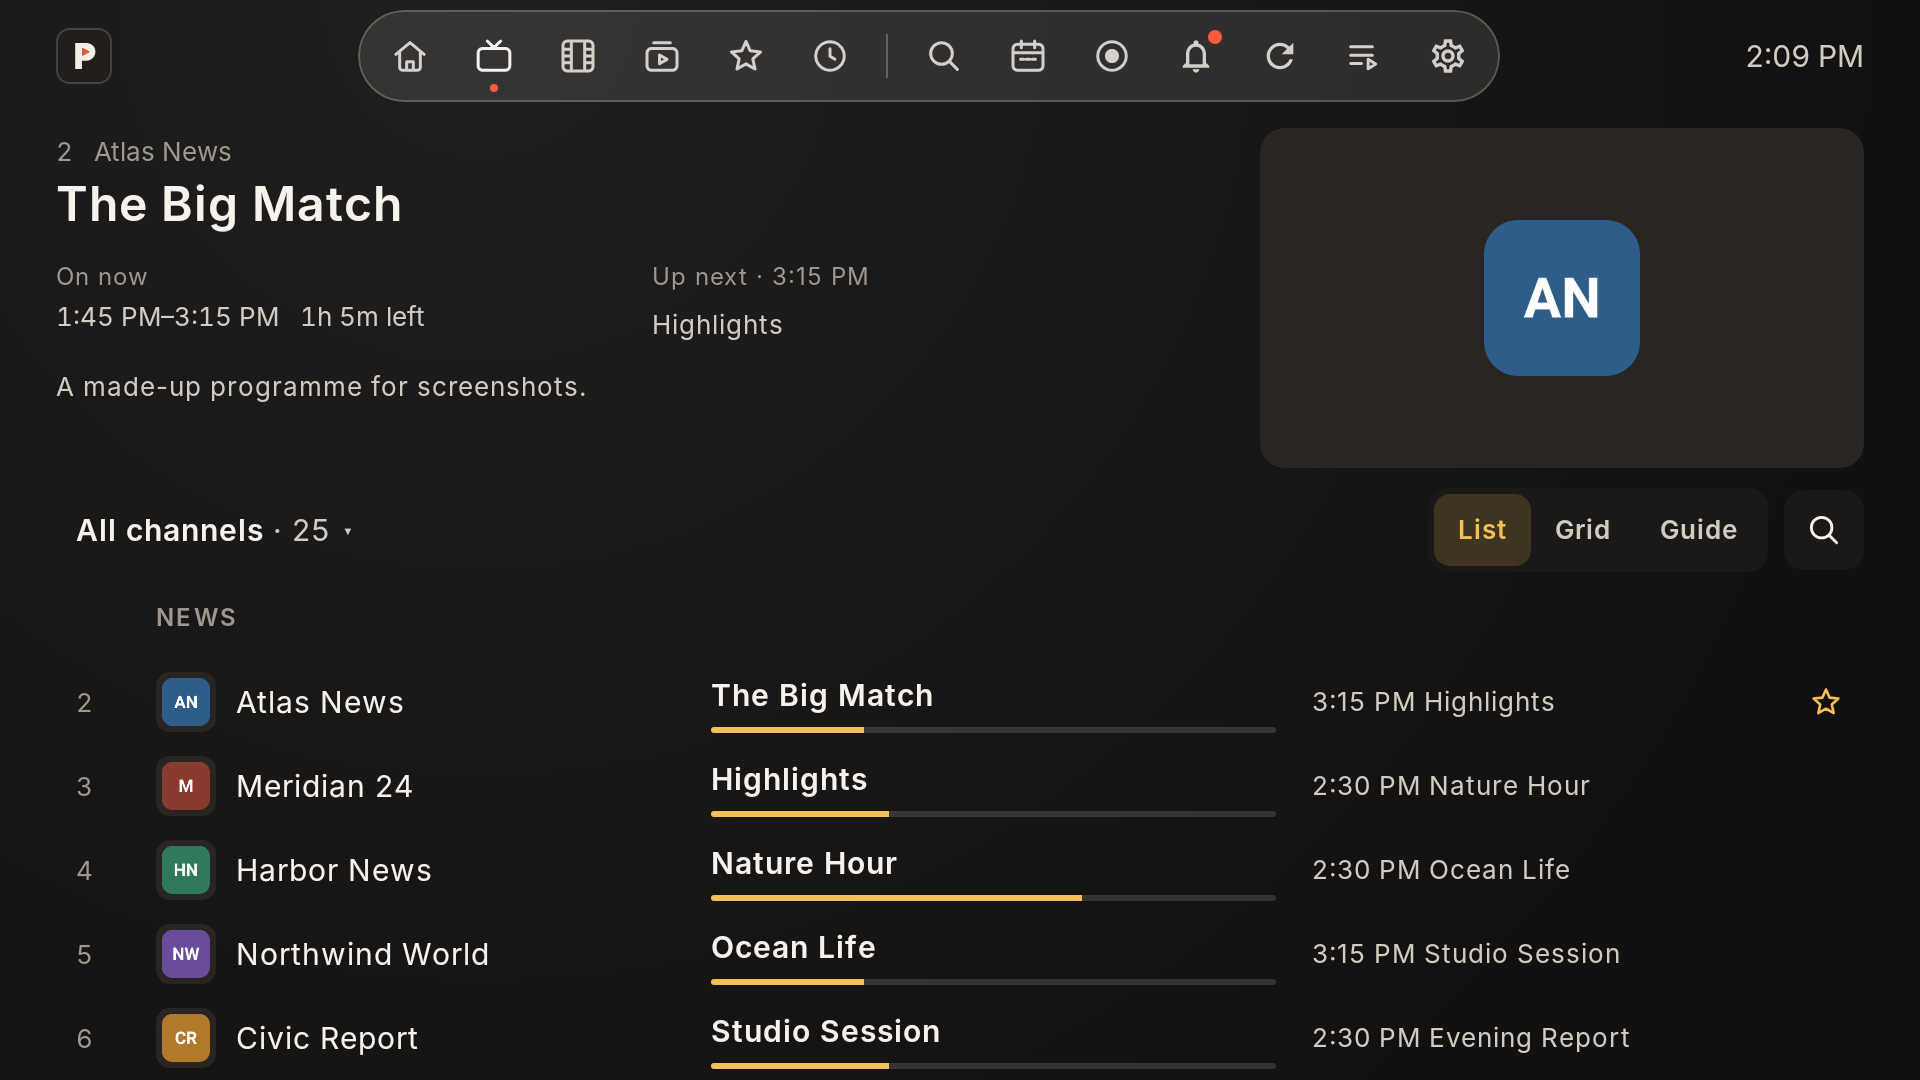 P
2:09 PM
2 Atlas News
The Big Match
On now
1:45 PM–3:15 PM 1h 5m left
Up next · 3:15 PM
Highlights
A made-up programme for screenshots.
AN
All channels · 25
List Grid Guide
NEWS
2 AN Atlas News The Big Match 3:15 PM Highlights
3 M Meridian 24 Highlights 2:30 PM Nature Hour
4 HN Harbor News Nature Hour 2:30 PM Ocean Life
5 NW Northwind World Ocean Life 3:15 PM Studio Session
6 CR Civic Report Studio Session 2:30 PM Evening Report